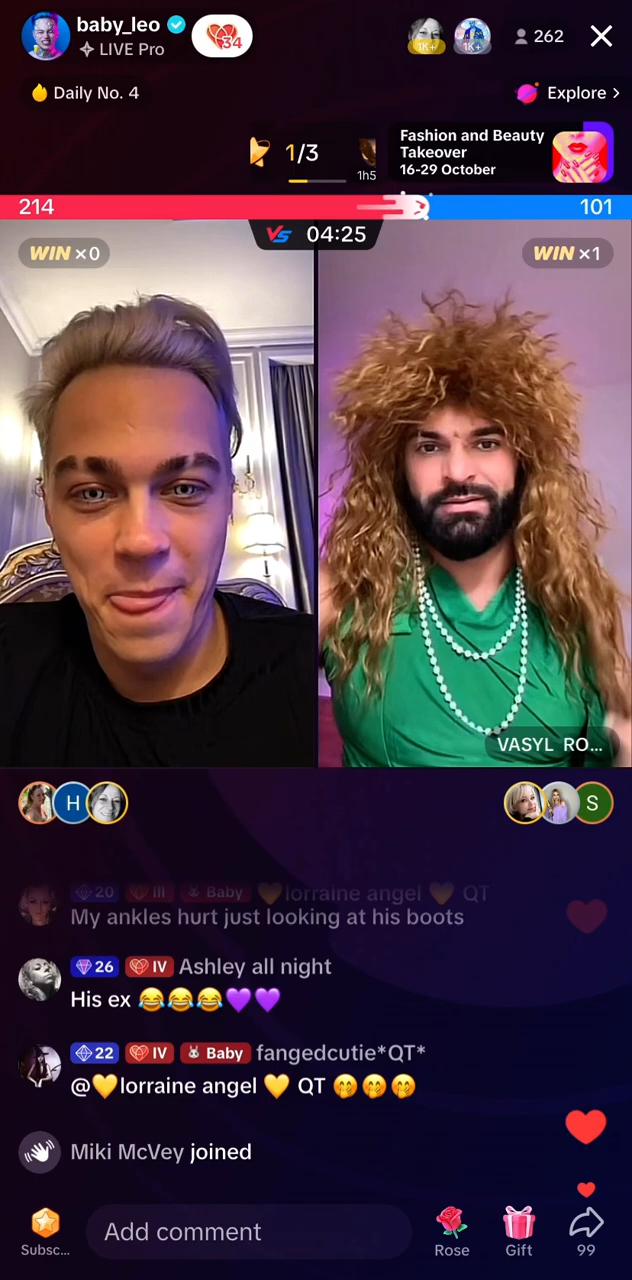 baby_leo
LIVE Pro
34
1K+
1K+
262
Daily No. 4
Explore >
1/3
1h5
Fashion and Beauty
Takeover
16-29 October
214
101
VS 04:25
WIN ×0
WIN ×1
VASYL RO...
H
S
20 III Baby 💛lorraine angel 💛 QT
My ankles hurt just looking at his boots
26 IV Ashley all night
His ex 😂😂😂💜💜
22 IV Baby fangedcutie*QT*
@💛lorraine angel 💛 QT 🤭🤭🤭
Miki McVey joined
Subsc...
Add comment
Rose
Gift
99